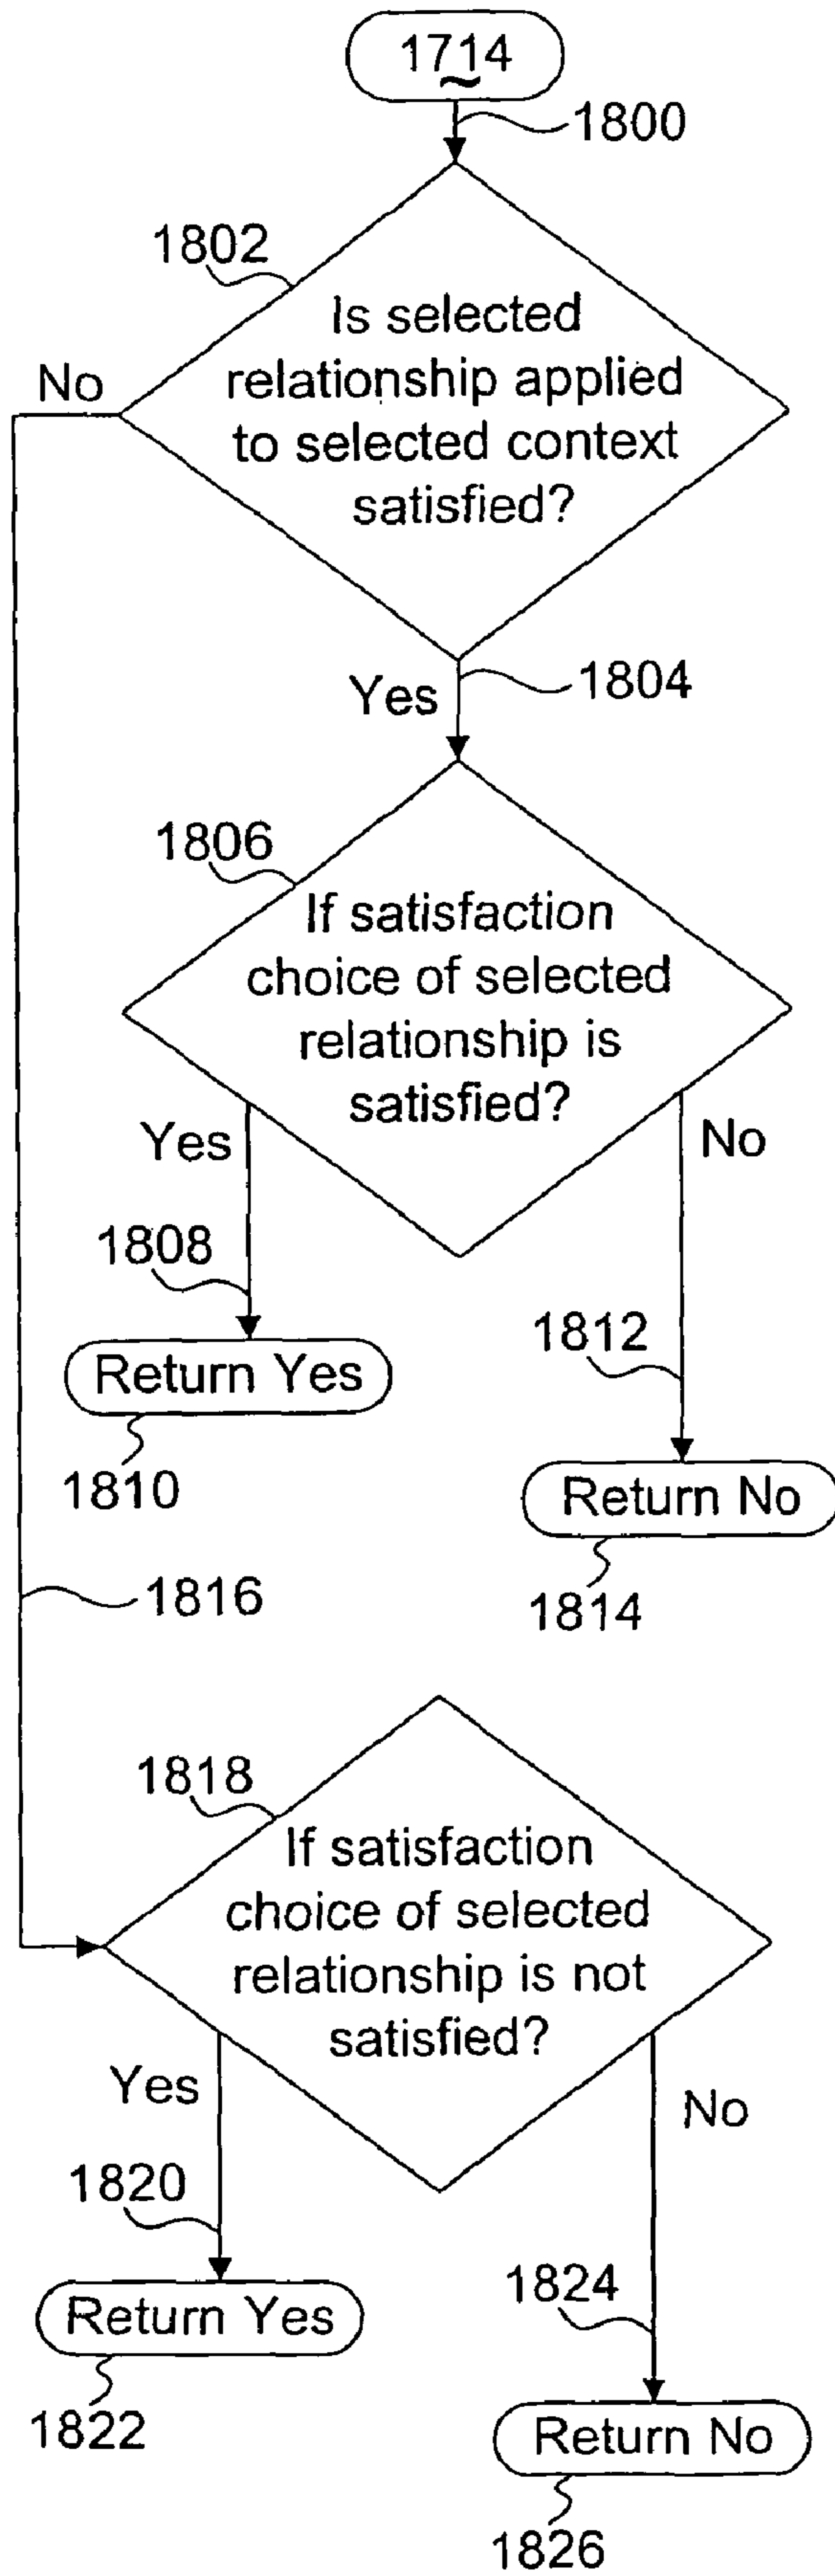 1714
1800
1802
Is selected
relationship applied
to selected context
satisfied?
No
Yes
1804
1806
If satisfaction
choice of selected
relationship is
satisfied?
Yes
No
1808
Return Yes
1810
1812
Return No
1814
1816
1818
If satisfaction
choice of selected
relationship is not
satisfied?
Yes
No
1820
Return Yes
1822
1824
Return No
1826